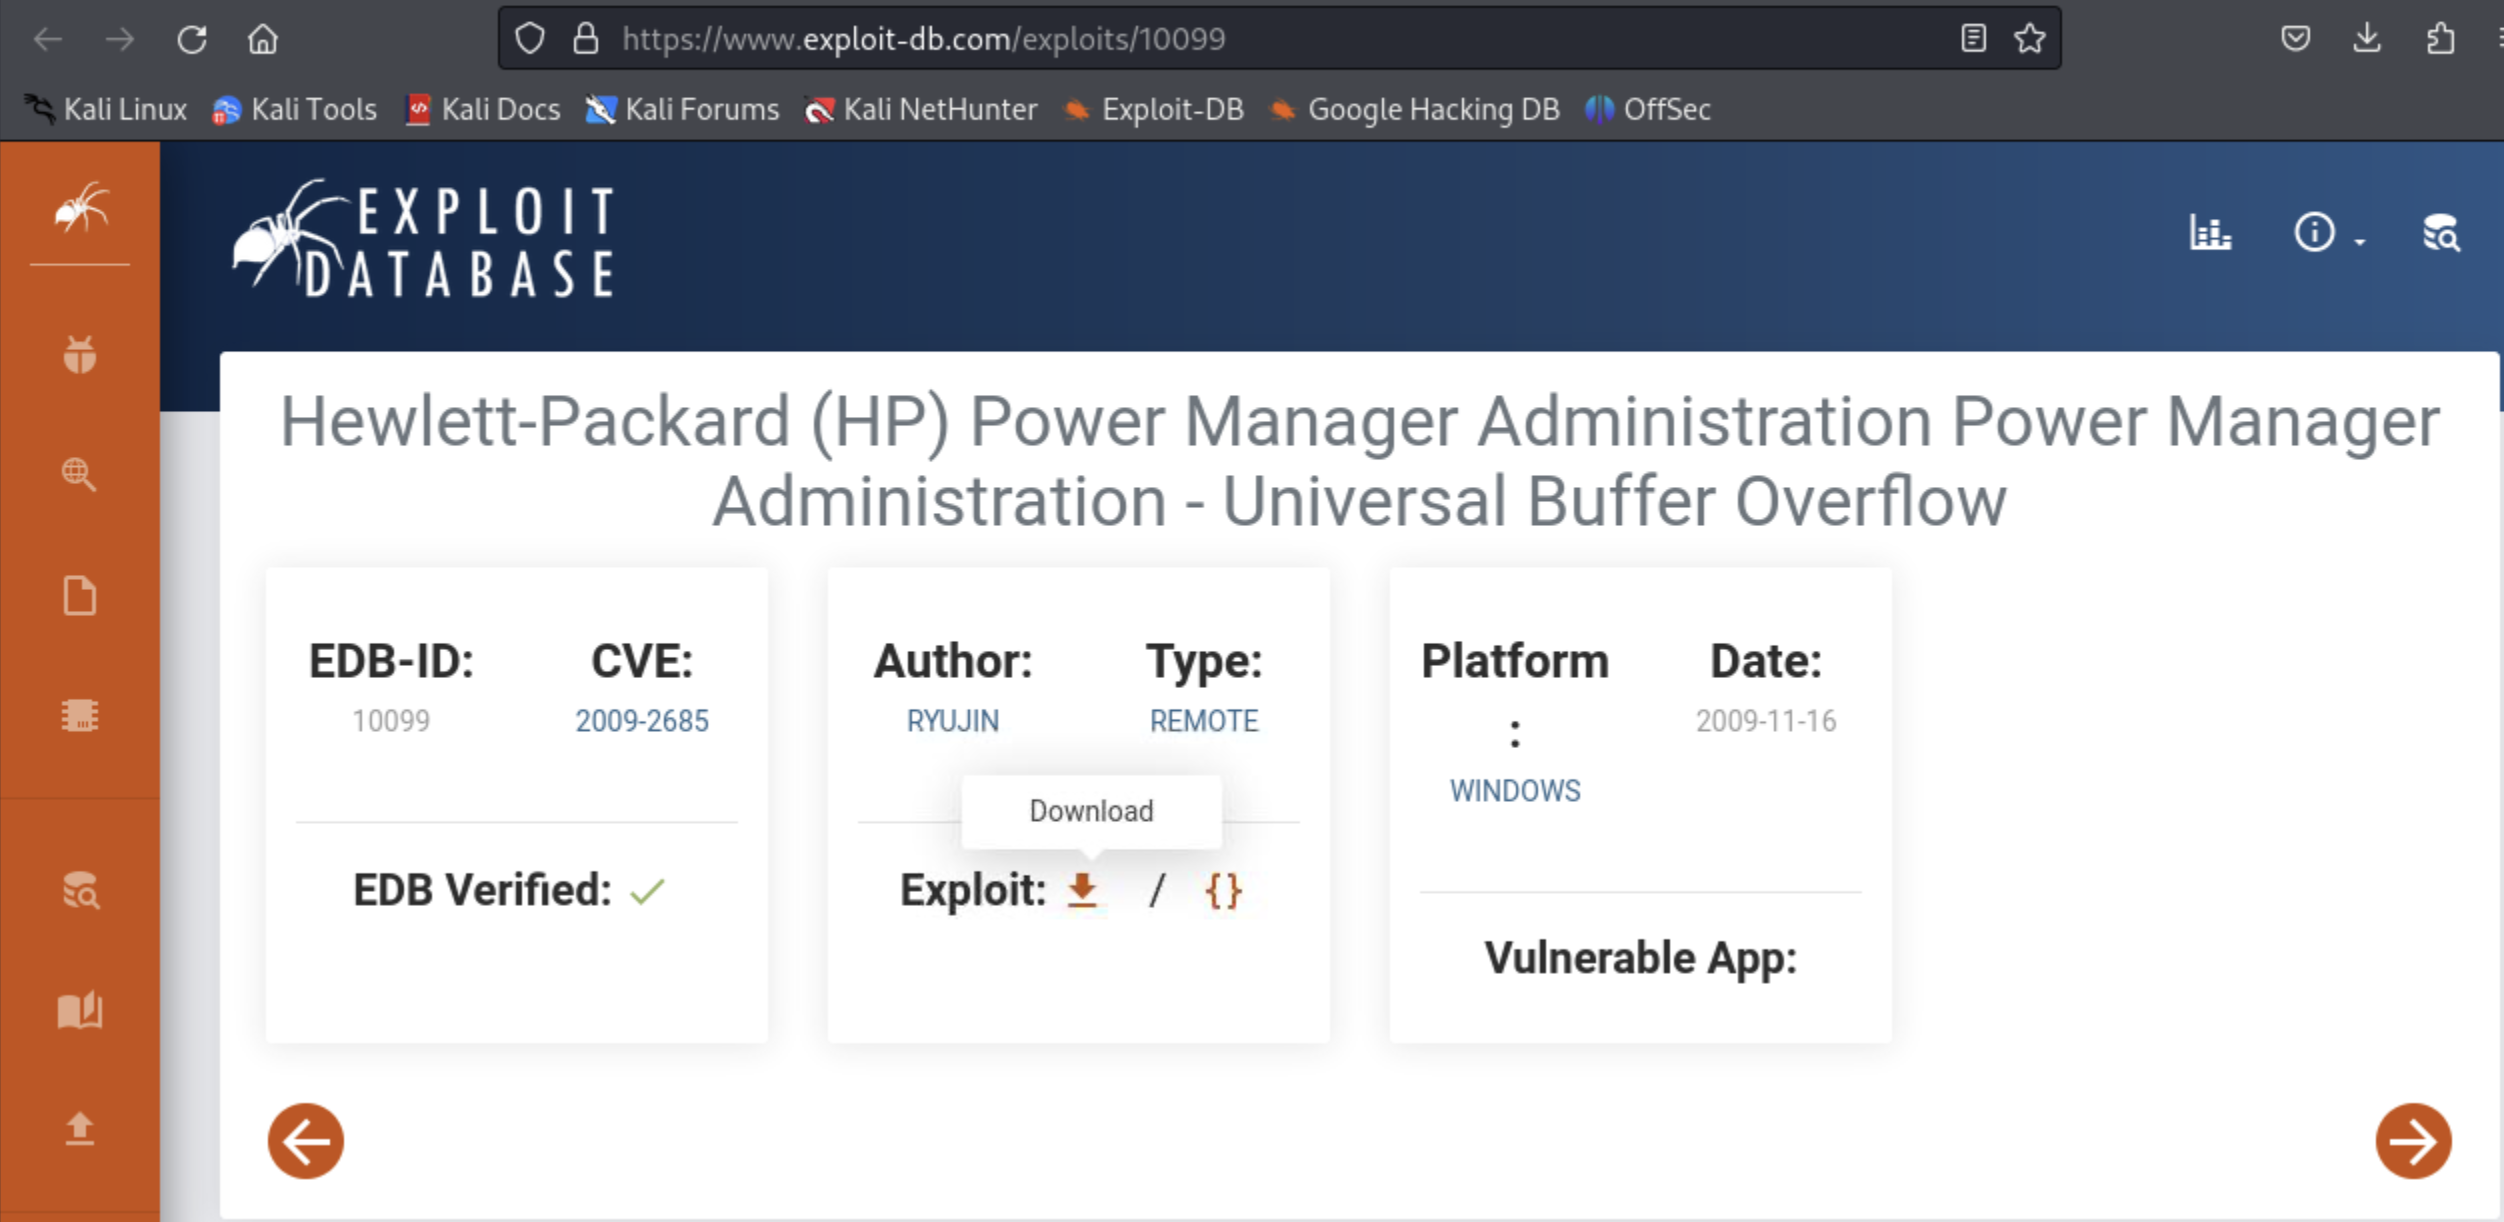 https://www.exploit-db.com/exploits/10099
Kali Linux Kali Tools Kali Docs Kali Forums Kali NetHunter Exploit-DB Google Hacking DB OffSec
EXPLOIT
DATABASE
Hewlett-Packard (HP) Power Manager Administration Power Manager
Administration - Universal Buffer Overflow
EDB-ID:
10099
CVE:
2009-2685
EDB Verified:
Author:
RYUJIN
Type:
REMOTE
Download
Exploit: / {}
Platform
:
WINDOWS
Date:
2009-11-16
Vulnerable App: